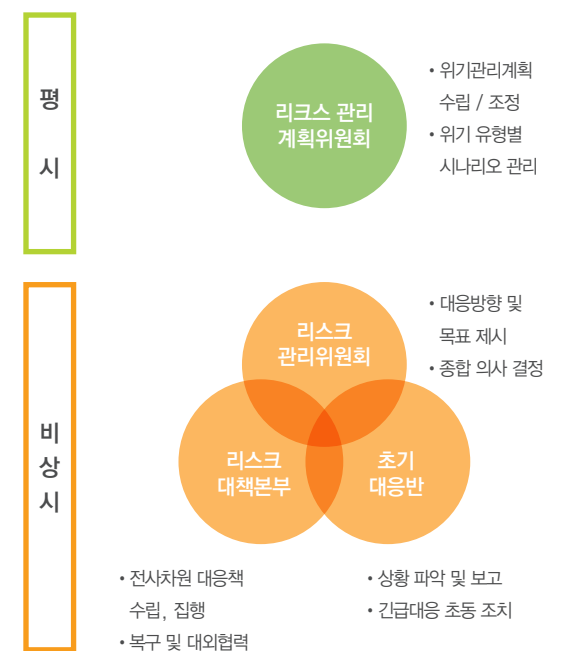 평
시
리크스 관리
계획위원회
• 위기관리계획
수립 / 조정
• 위기 유형별
시나리오 관리
비
상
시
리스크
관리위원회
• 대응방향 및
목표 제시
• 종합 의사 결정
리스크
대책본부
초기
대응반
• 전사차원 대응책
수립, 집행
• 복구 및 대외협력
• 상황 파악 및 보고
• 긴급대응 초동 조치